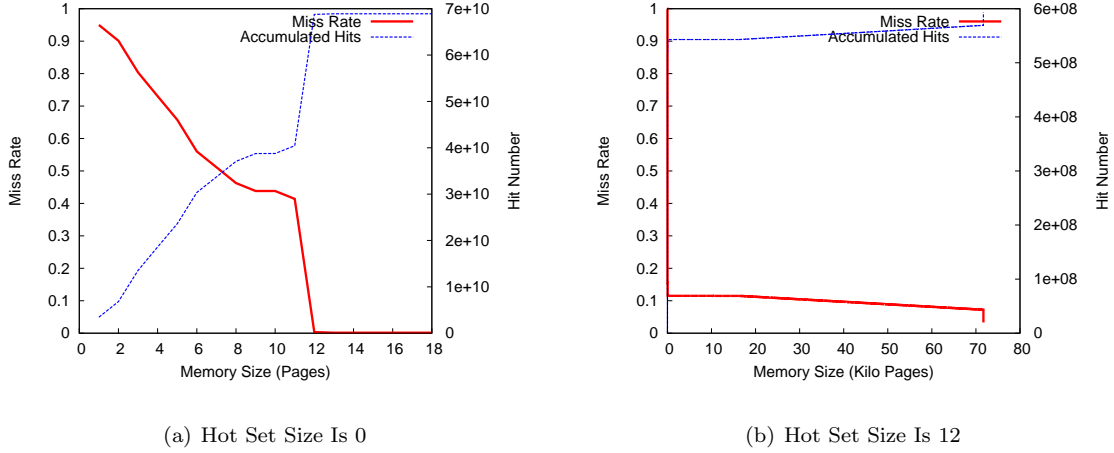 Miss Rate
Accumulated Hits
1
0.9
0.8
0.7
0.6
0.5
0.4
0.3
0.2
0.1
0
Miss Rate
7e+10
6e+10
5e+10
4e+10
3e+10
2e+10
1e+10
0
Hit Number
0 2 4 6 8 10 12 14 16 18
Memory Size (Pages)
(a) Hot Set Size Is 0
Miss Rate
Accumulated Hits
1
0.9
0.8
0.7
0.6
0.5
0.4
0.3
0.2
0.1
0
Miss Rate
6e+08
5e+08
4e+08
3e+08
2e+08
1e+08
0
Hit Number
0 10 20 30 40 50 60 70 80
Memory Size (Kilo Pages)
(b) Hot Set Size Is 12